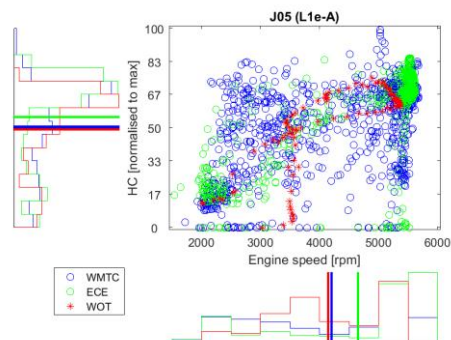 J05 (L1e-A)
HC [normalised to max]
100
83
67
50
33
17
0
2000 3000 4000 5000 6000
Engine speed [rpm]
WMTC
ECE
WOT